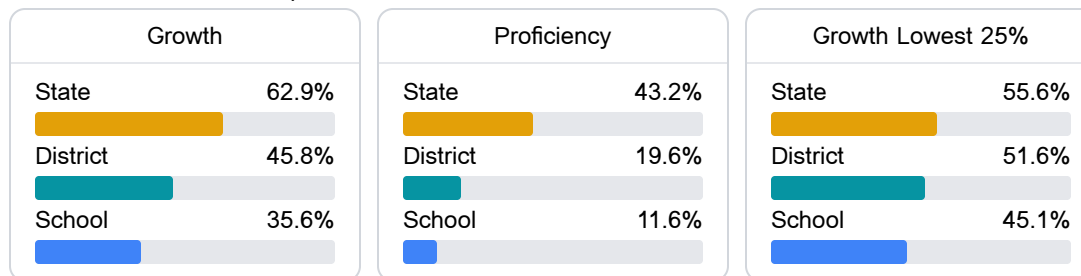 Growth
State 62.9%
District 45.8%
School 35.6%
Proficiency
State 43.2%
District 19.6%
School 11.6%
Growth Lowest 25%
State 55.6%
District 51.6%
School 45.1%